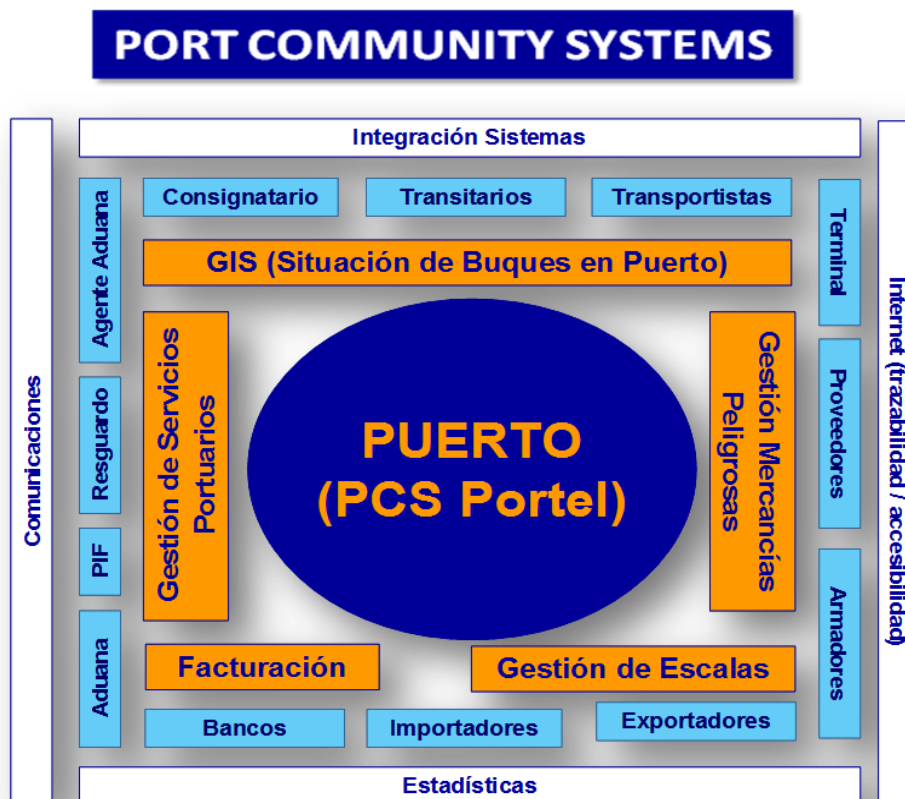 PORT COMMUNITY SYSTEMS
Integración Sistemas
Comunicaciones
Internet (trazabilidad / accesibilidad)
Consignatario
Transitarios
Transportistas
Agente Aduana
Resguardo
PIF
Aduana
Terminal
Proveedores
Armadores
GIS (Situación de Buques en Puerto)
Gestión de Servicios
Portuarios
PUERTO
(PCS Portel)
Gestión Mercancías
Peligrosas
Facturación
Gestión de Escalas
Bancos
Importadores
Exportadores
Estadísticas